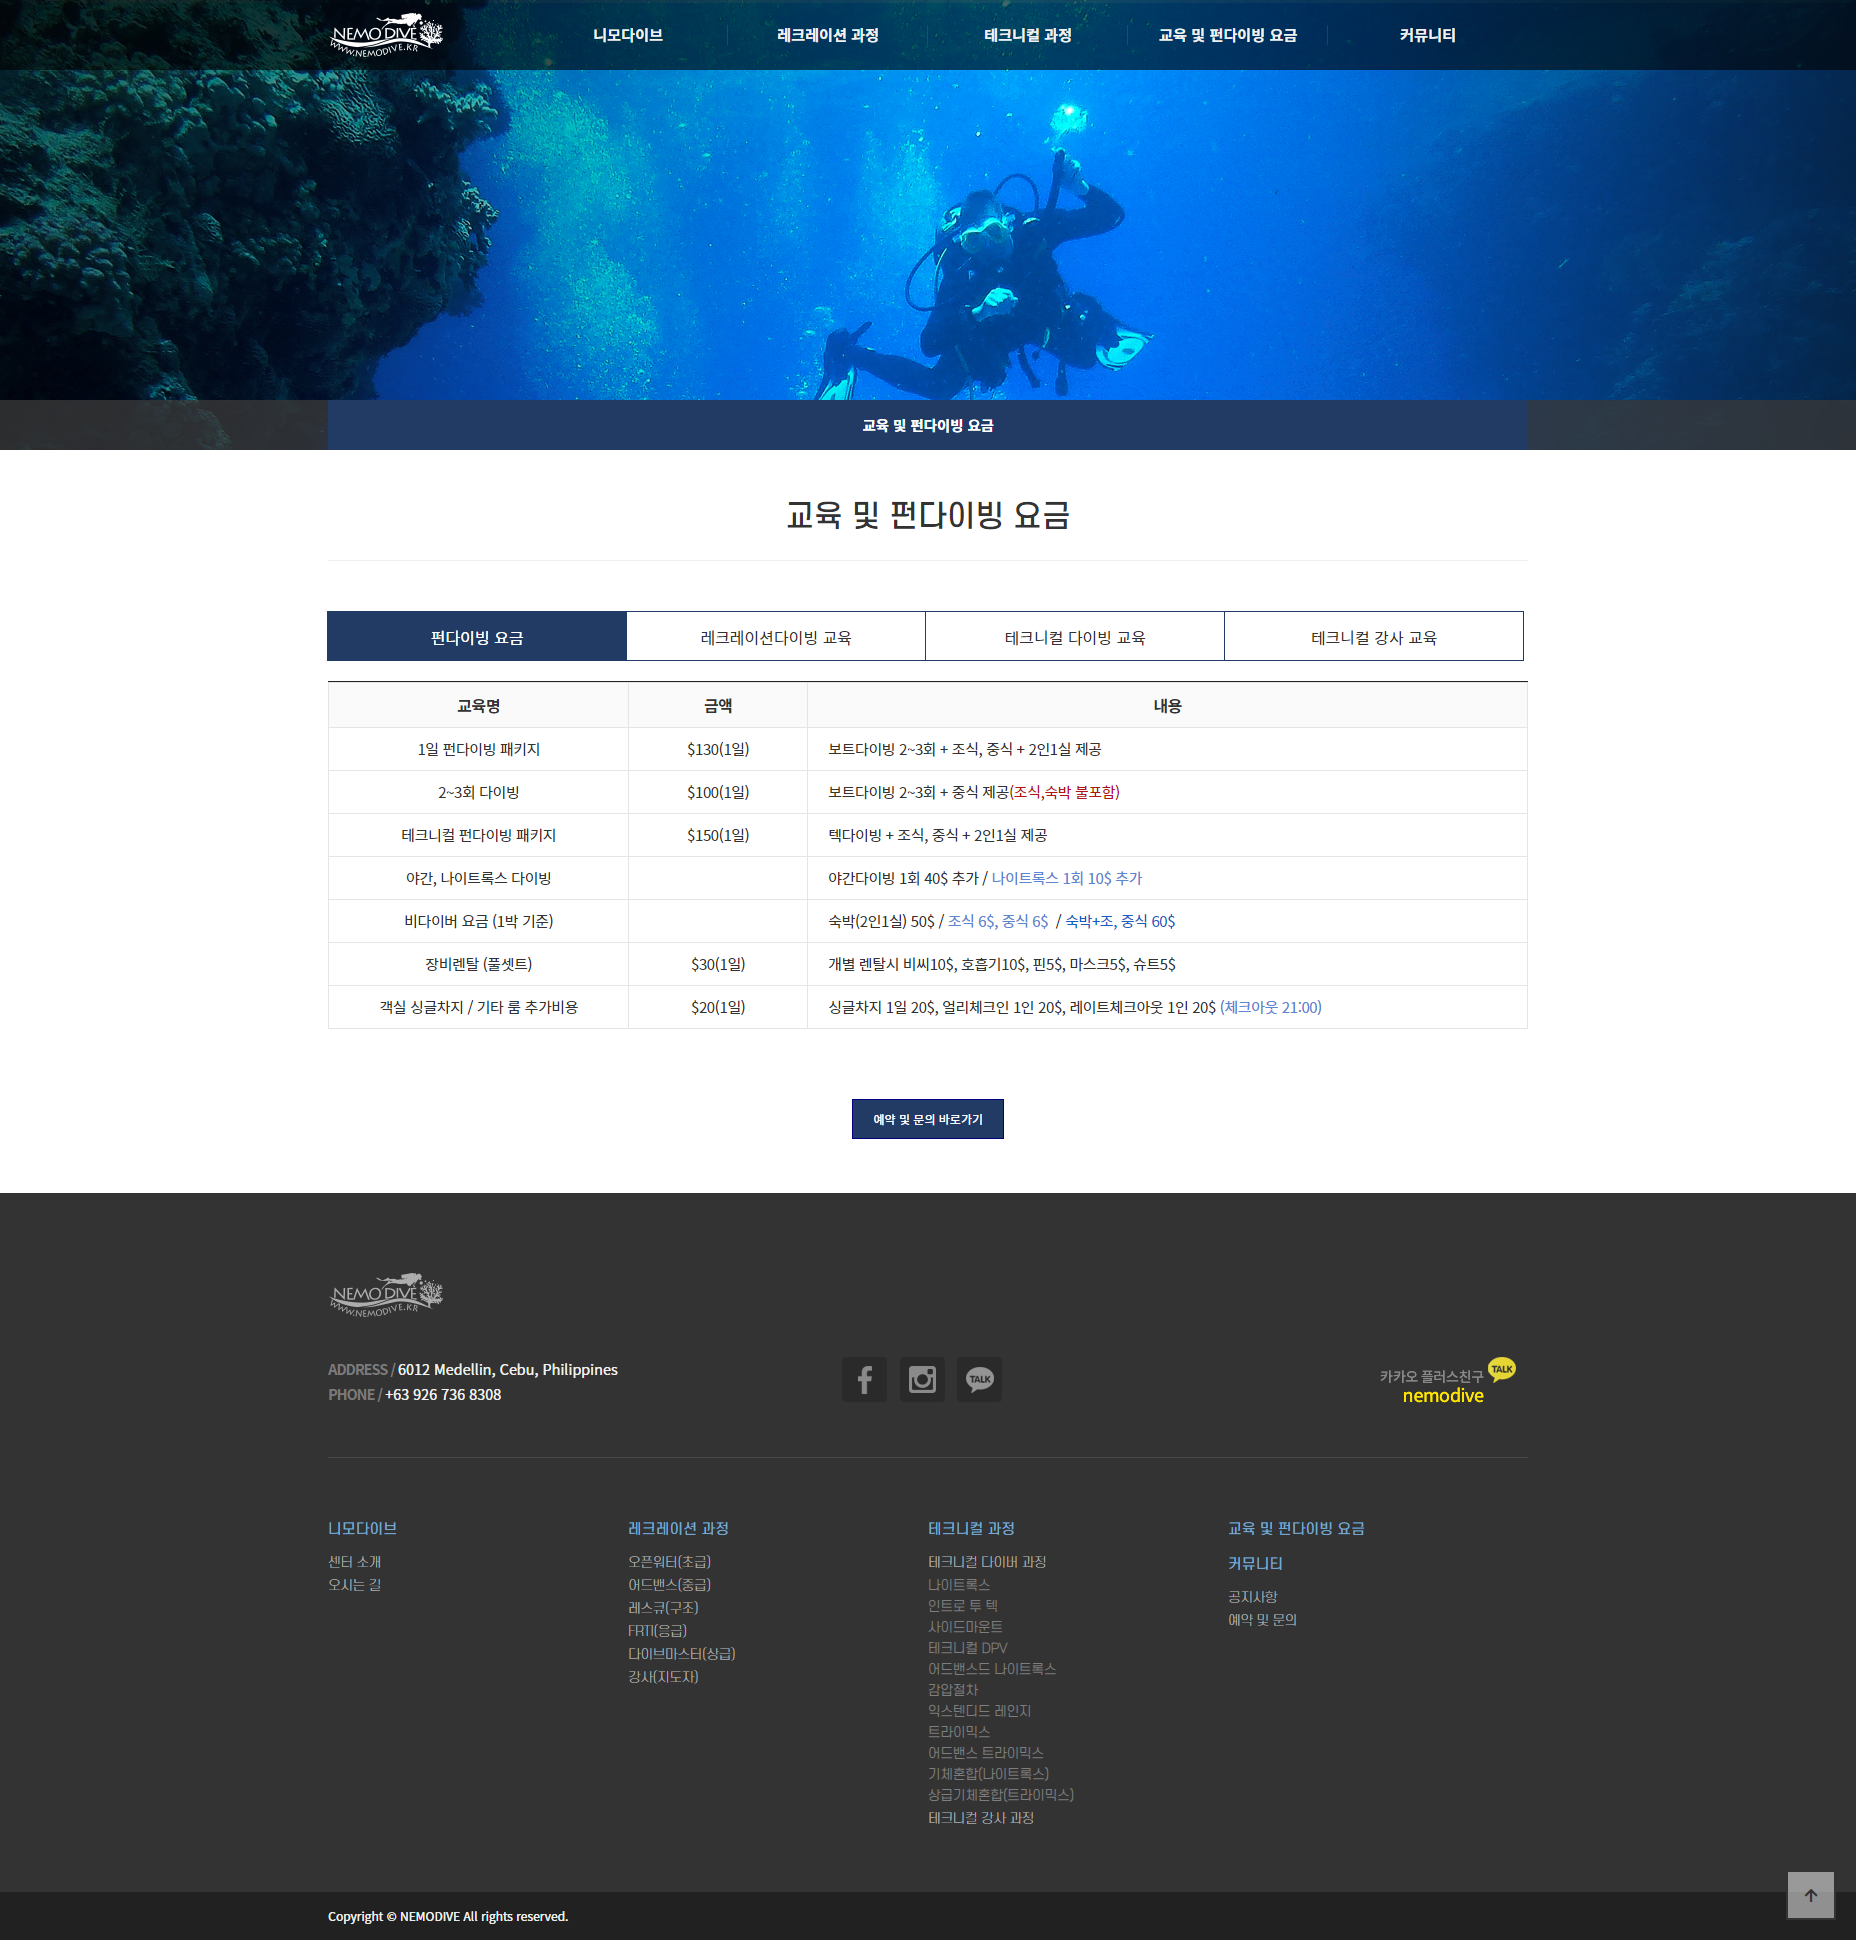 NEMO DIVE
WWW.NEMODIVE.KR
니모다이브
레크레이션 과정
테크니컬 과정
교육 및 펀다이빙 요금
커뮤니티
교육 및 펀다이빙 요금
교육 및 펀다이빙 요금
펀다이빙 요금
레크레이션다이빙 교육
테크니컬 다이빙 교육
테크니컬 강사 교육
교육명 금액 내용
1일 펀다이빙 패키지 $130(1일) 보트다이빙 2~3회 + 조식, 중식 + 2인1실 제공
2~3회 다이빙 $100(1일) 보트다이빙 2~3회 + 중식 제공(조식,숙박 불포함)
테크니컬 펀다이빙 패키지 $150(1일) 텍다이빙 + 조식, 중식 + 2인1실 제공
야간, 나이트록스 다이빙 야간다이빙 1회 40$ 추가 / 나이트록스 1회 10$ 추가
비다이버 요금 (1박 기준) 숙박(2인1실) 50$ / 조식 6$, 중식 6$ / 숙박+조, 중식 60$
장비렌탈 (풀셋트) $30(1일) 개별 렌탈시 비씨10$, 호흡기10$, 핀5$, 마스크5$, 슈트5$
객실 싱글차지 / 기타 룸 추가비용 $20(1일) 싱글차지 1일 20$, 얼리체크인 1인 20$, 레이트체크아웃 1인 20$ (체크아웃 21:00)
예약 및 문의 바로가기
NEMO DIVE
WWW.NEMODIVE.KR
ADDRESS / 6012 Medellin, Cebu, Philippines
PHONE / +63 926 736 8308
TALK
카카오 플러스친구 TALK
nemodive
니모다이브
센터 소개
오시는 길
레크레이션 과정
오픈워터(초급)
어드밴스(중급)
레스큐(구조)
FRTI(응급)
다이브마스터(상급)
강사(지도자)
테크니컬 과정
테크니컬 다이버 과정
나이트록스
인트로 투 텍
사이드마운트
테크니컬 DPV
어드밴스드 나이트록스
감압절차
익스텐디드 레인지
트라이믹스
어드밴스 트라이믹스
기체혼합(나이트록스)
상급기체혼합(트라이믹스)
테크니컬 강사 과정
교육 및 펀다이빙 요금
커뮤니티
공지사항
예약 및 문의
Copyright © NEMODIVE All rights reserved.